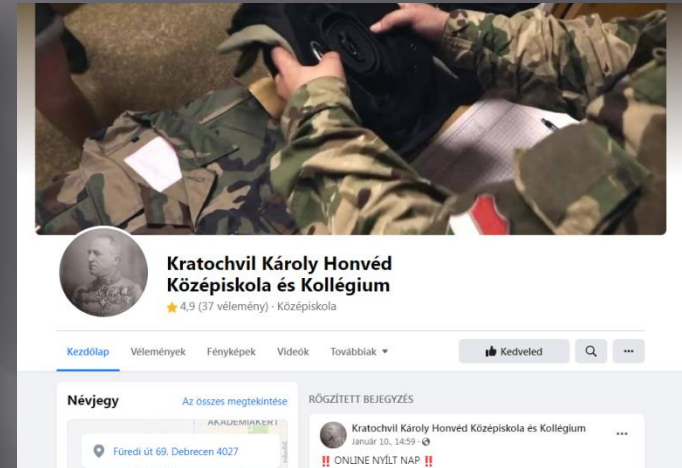 Kratochvil Károly Honvéd
Középiskola és Kollégium
4,9 (37 vélemény) · Középiskola
Kezdőlap Vélemények Fényképek Videók Továbbiak Kedveled ...
Névjegy Az összes megtekintése
AKADÉMIAKERT
Füredi út 69. Debrecen 4027
RÖGZÍTETT BEJEGYZÉS
Kratochvil Károly Honvéd Középiskola és Kollégium ...
Január 10., 14:59 ·
‼ ONLINE NYÍLT NAP ‼